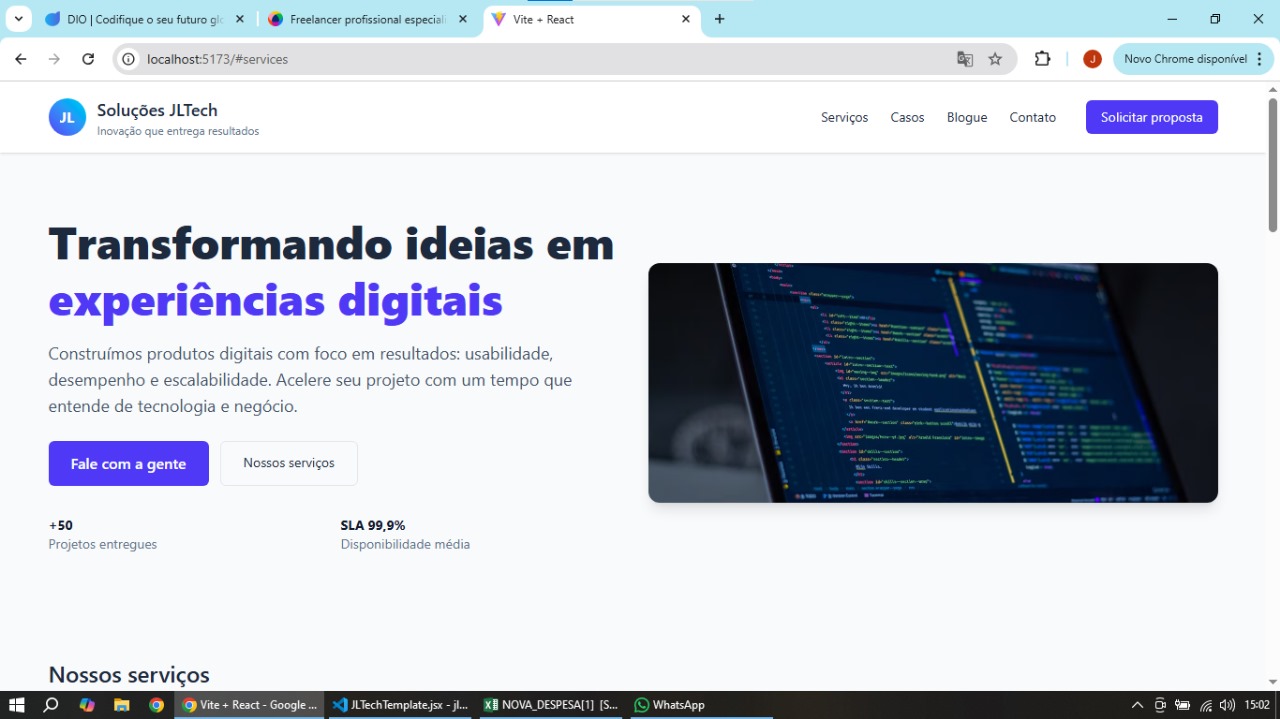 DIO | Codifique o seu futuro glo
Freelancer profissional especiali
Vite + React
localhost:5173/#services
J
Novo Chrome disponível
JL
Soluções JLTech
Inovação que entrega resultados
Serviços
Casos
Blogue
Contato
Solicitar proposta
Transformando ideias em
experiências digitais
Construímos produtos digitais com foco em resultados: usabilidade,
desempenho e escalabilidade. Acelere seu projeto com um tempo que
entende de tecnologia e negócio.
Fale com a gente
Nossos serviços
+50
Projetos entregues
SLA 99,9%
Disponibilidade média
Nossos serviços
Vite + React - Google ...
JLTechTemplate.jsx - jl...
NOVA_DESPESA[1] [S...
WhatsApp
15:02